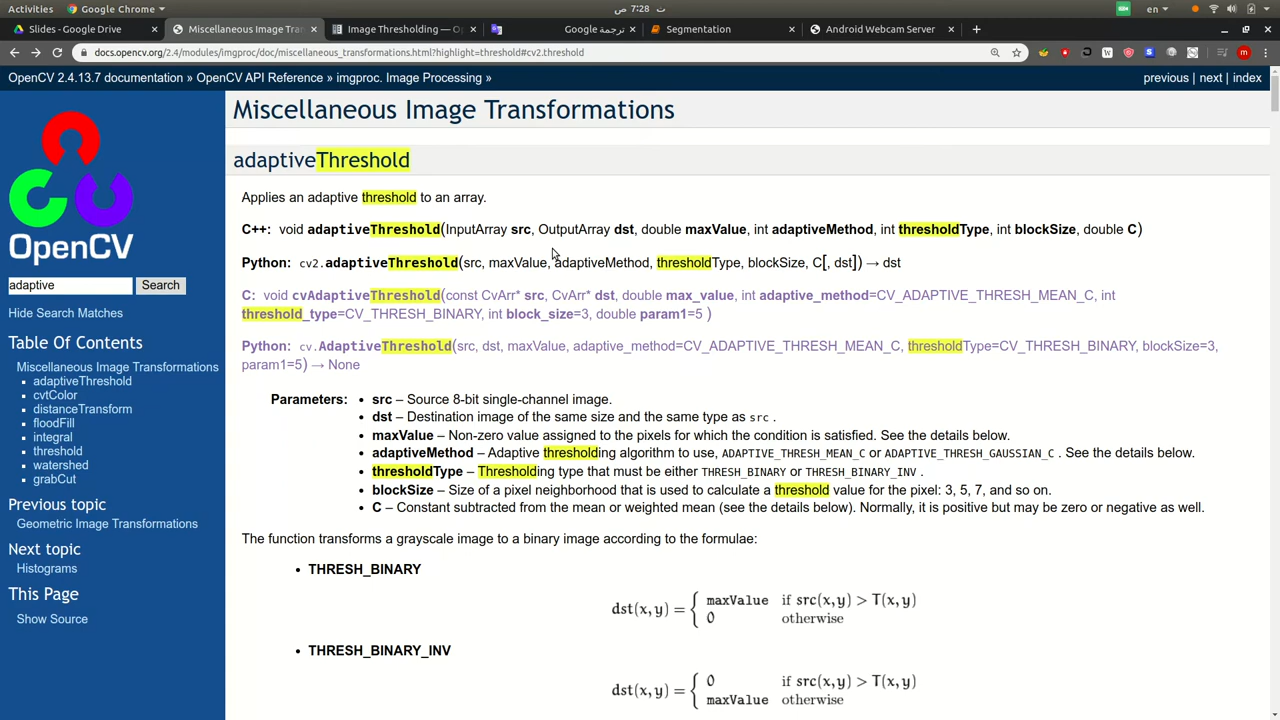 Activities Google Chrome 7:28 ص ت en
Slides - Google Drive × Miscellaneous Image Transf × Image Thresholding — Op × Google ترجمة × Segmentation × Android Webcam Server × +
docs.opencv.org/2.4/modules/imgproc/doc/miscellaneous_transformations.html?highlight=threshold#cv2.threshold
OpenCV 2.4.13.7 documentation » OpenCV API Reference » imgproc. Image Processing » previous | next | index
OpenCV
adaptive Search
Hide Search Matches
Table Of Contents
Miscellaneous Image Transformations
adaptiveThreshold
cvtColor
distanceTransform
floodFill
integral
threshold
watershed
grabCut
Previous topic
Geometric Image Transformations
Next topic
Histograms
This Page
Show Source
Miscellaneous Image Transformations
adaptiveThreshold
Applies an adaptive threshold to an array.
C++: void adaptiveThreshold(InputArray src, OutputArray dst, double maxValue, int adaptiveMethod, int thresholdType, int blockSize, double C)
Python: cv2.adaptiveThreshold(src, maxValue, adaptiveMethod, thresholdType, blockSize, C[, dst]) → dst
C: void cvAdaptiveThreshold(const CvArr* src, CvArr* dst, double max_value, int adaptive_method=CV_ADAPTIVE_THRESH_MEAN_C, int
threshold_type=CV_THRESH_BINARY, int block_size=3, double param1=5 )
Python: cv.AdaptiveThreshold(src, dst, maxValue, adaptive_method=CV_ADAPTIVE_THRESH_MEAN_C, thresholdType=CV_THRESH_BINARY, blockSize=3,
param1=5) → None
Parameters: • src – Source 8-bit single-channel image.
• dst – Destination image of the same size and the same type as src .
• maxValue – Non-zero value assigned to the pixels for which the condition is satisfied. See the details below.
• adaptiveMethod – Adaptive thresholding algorithm to use, ADAPTIVE_THRESH_MEAN_C or ADAPTIVE_THRESH_GAUSSIAN_C . See the details below.
• thresholdType – Thresholding type that must be either THRESH_BINARY or THRESH_BINARY_INV .
• blockSize – Size of a pixel neighborhood that is used to calculate a threshold value for the pixel: 3, 5, 7, and so on.
• C – Constant subtracted from the mean or weighted mean (see the details below). Normally, it is positive but may be zero or negative as well.
The function transforms a grayscale image to a binary image according to the formulae:
• THRESH_BINARY
dst(x,y) = { maxValue if src(x,y) > T(x,y)
0 otherwise
• THRESH_BINARY_INV
dst(x,y) = { 0 if src(x,y) > T(x,y)
maxValue otherwise